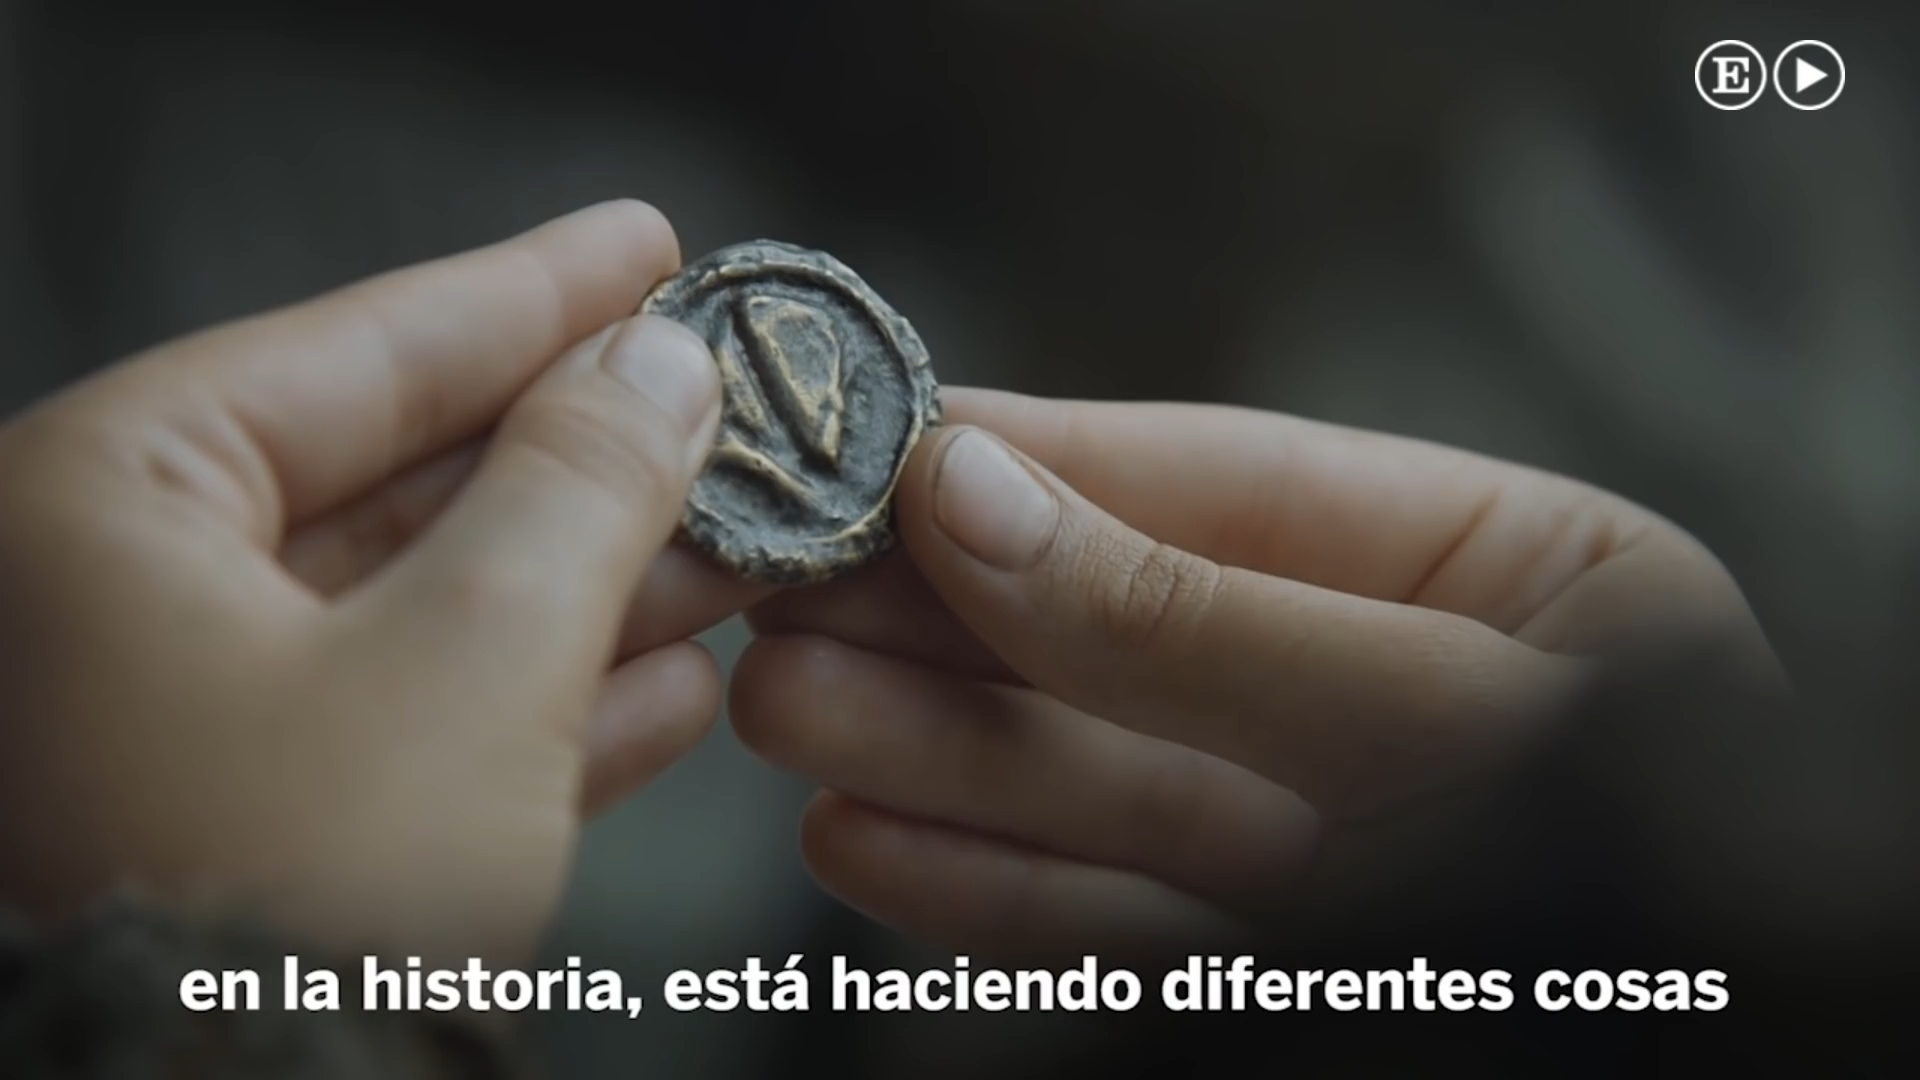 E
en la historia, está haciendo diferentes cosas